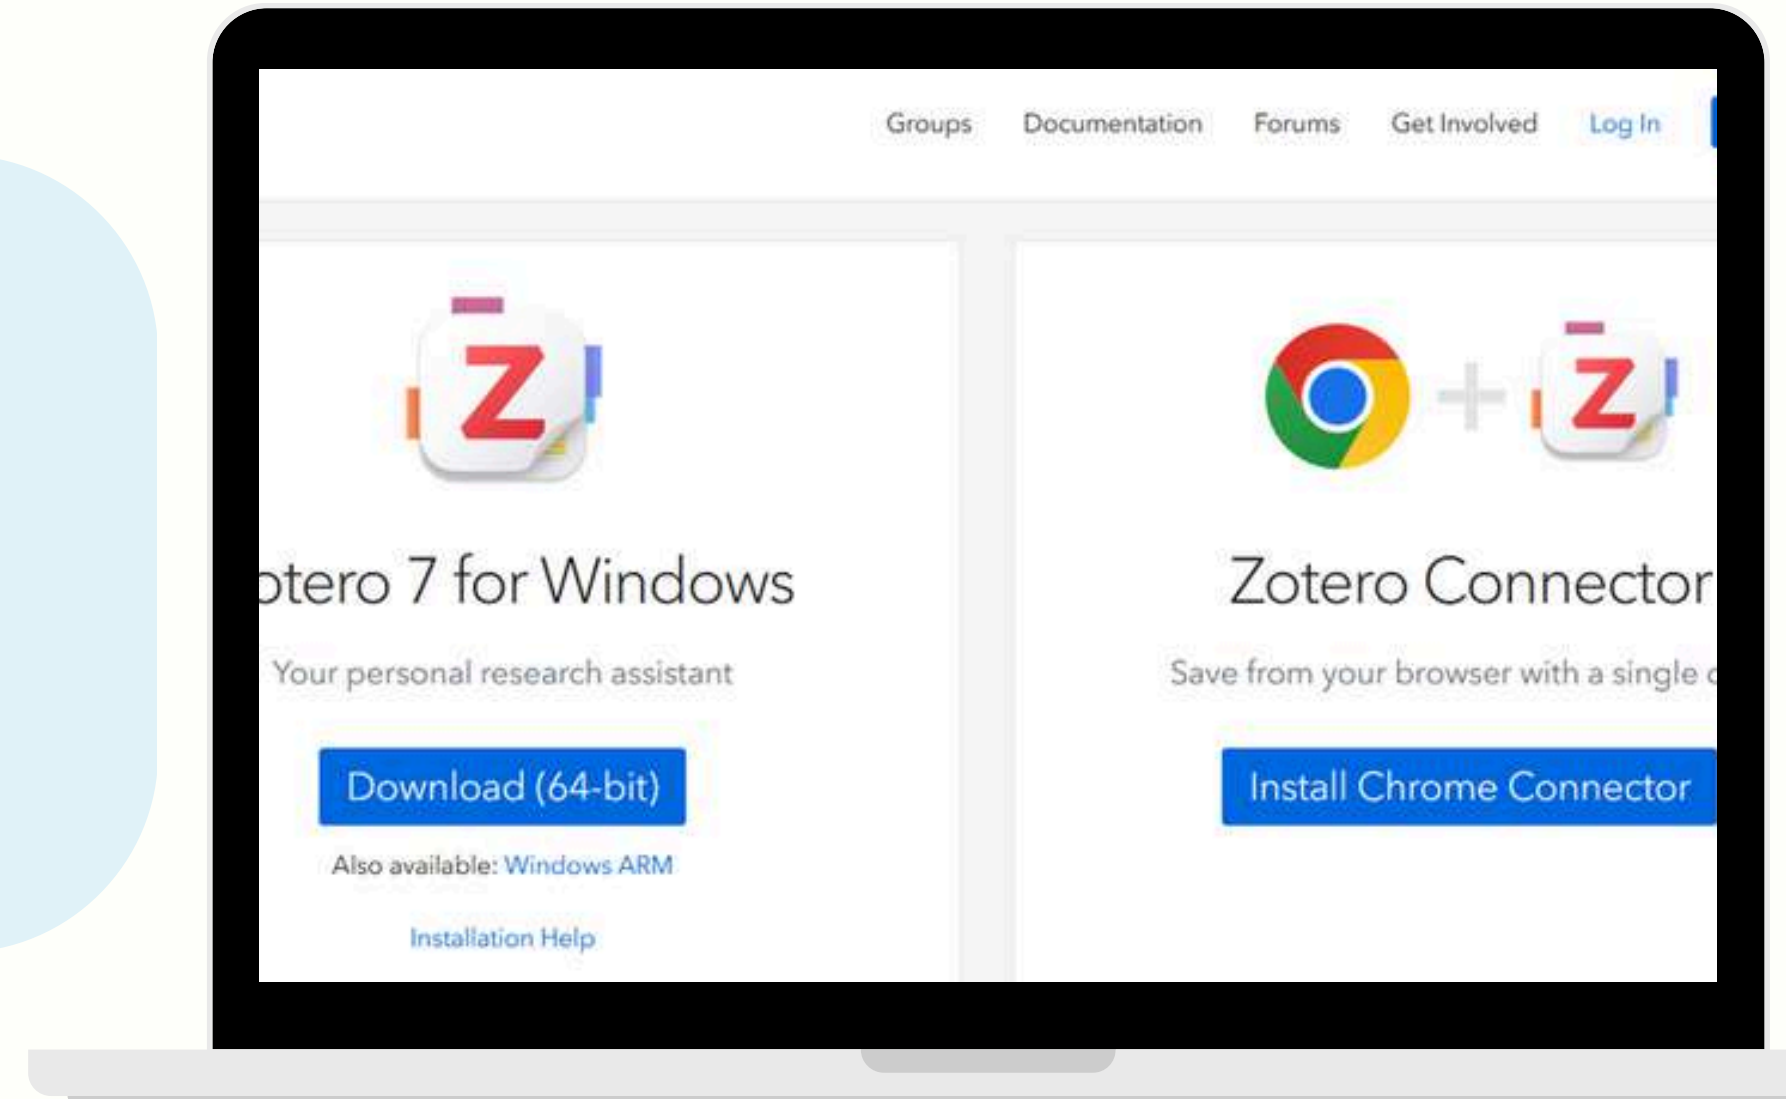 Groups Documentation Forums Get Involved Log In
Z
Z
otero 7 for Windows
Your personal research assistant
Download (64-bit)
Also available: Windows ARM
Installation Help
Zotero Connector
Save from your browser with a single
Install Chrome Connector